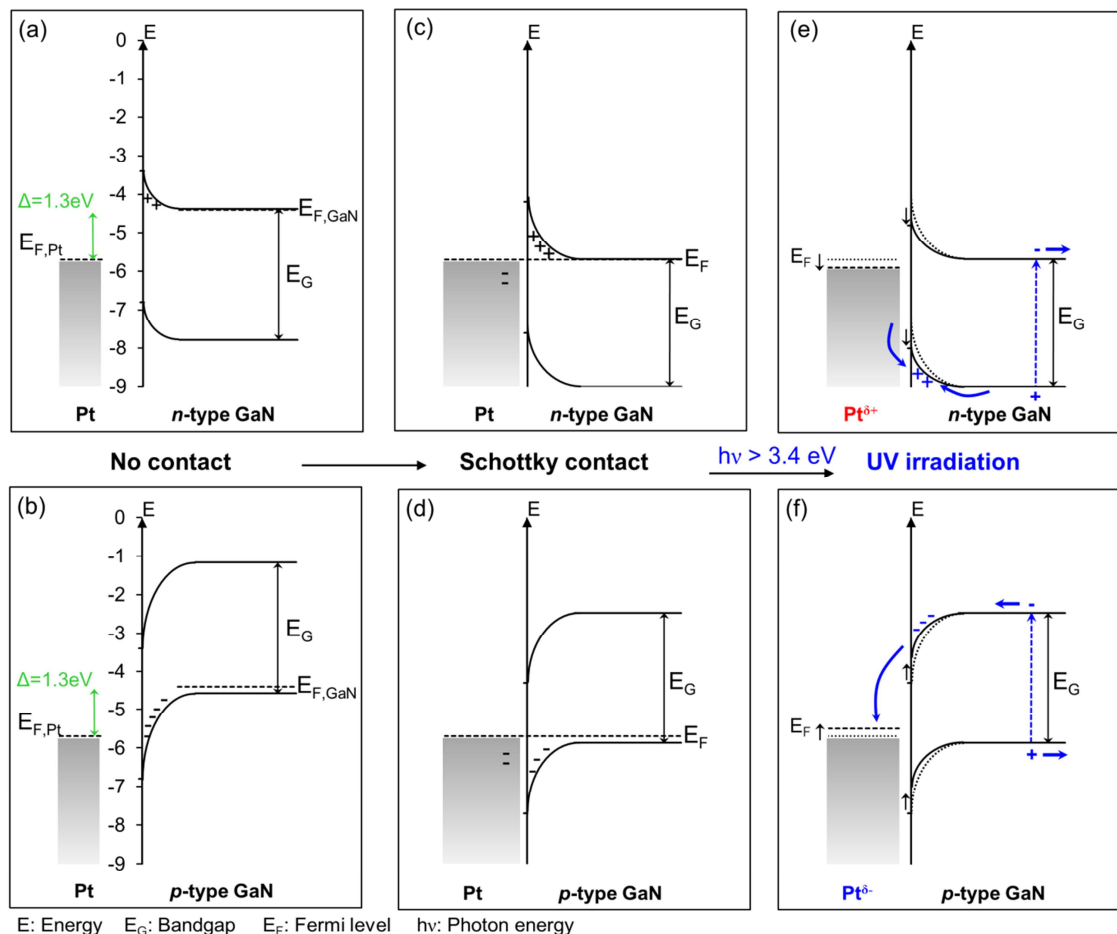 (a)
E
0
-1
-2
-3
-4
-5
-6
-7
-8
-9
Δ=1.3eV
E_F,Pt
+ +
E_F,GaN
E_G
Pt
n-type GaN
(c)
E
+ + +
E_F
- -
E_G
Pt
n-type GaN
(e)
E
E_F
-
E_G
+ +
+
Pt^δ+
n-type GaN
No contact
Schottky contact
hν > 3.4 eV
UV irradiation
(b)
E
0
-1
-2
-3
-4
-5
-6
-7
-8
-9
E_G
Δ=1.3eV
E_F,Pt
- - - -
E_F,GaN
Pt
p-type GaN
(d)
E
E_G
E_F
- -
- - -
Pt
p-type GaN
(f)
E
-
- - -
E_G
E_F
+
Pt^δ-
p-type GaN
E: Energy E_G: Bandgap E_F: Fermi level hν: Photon energy